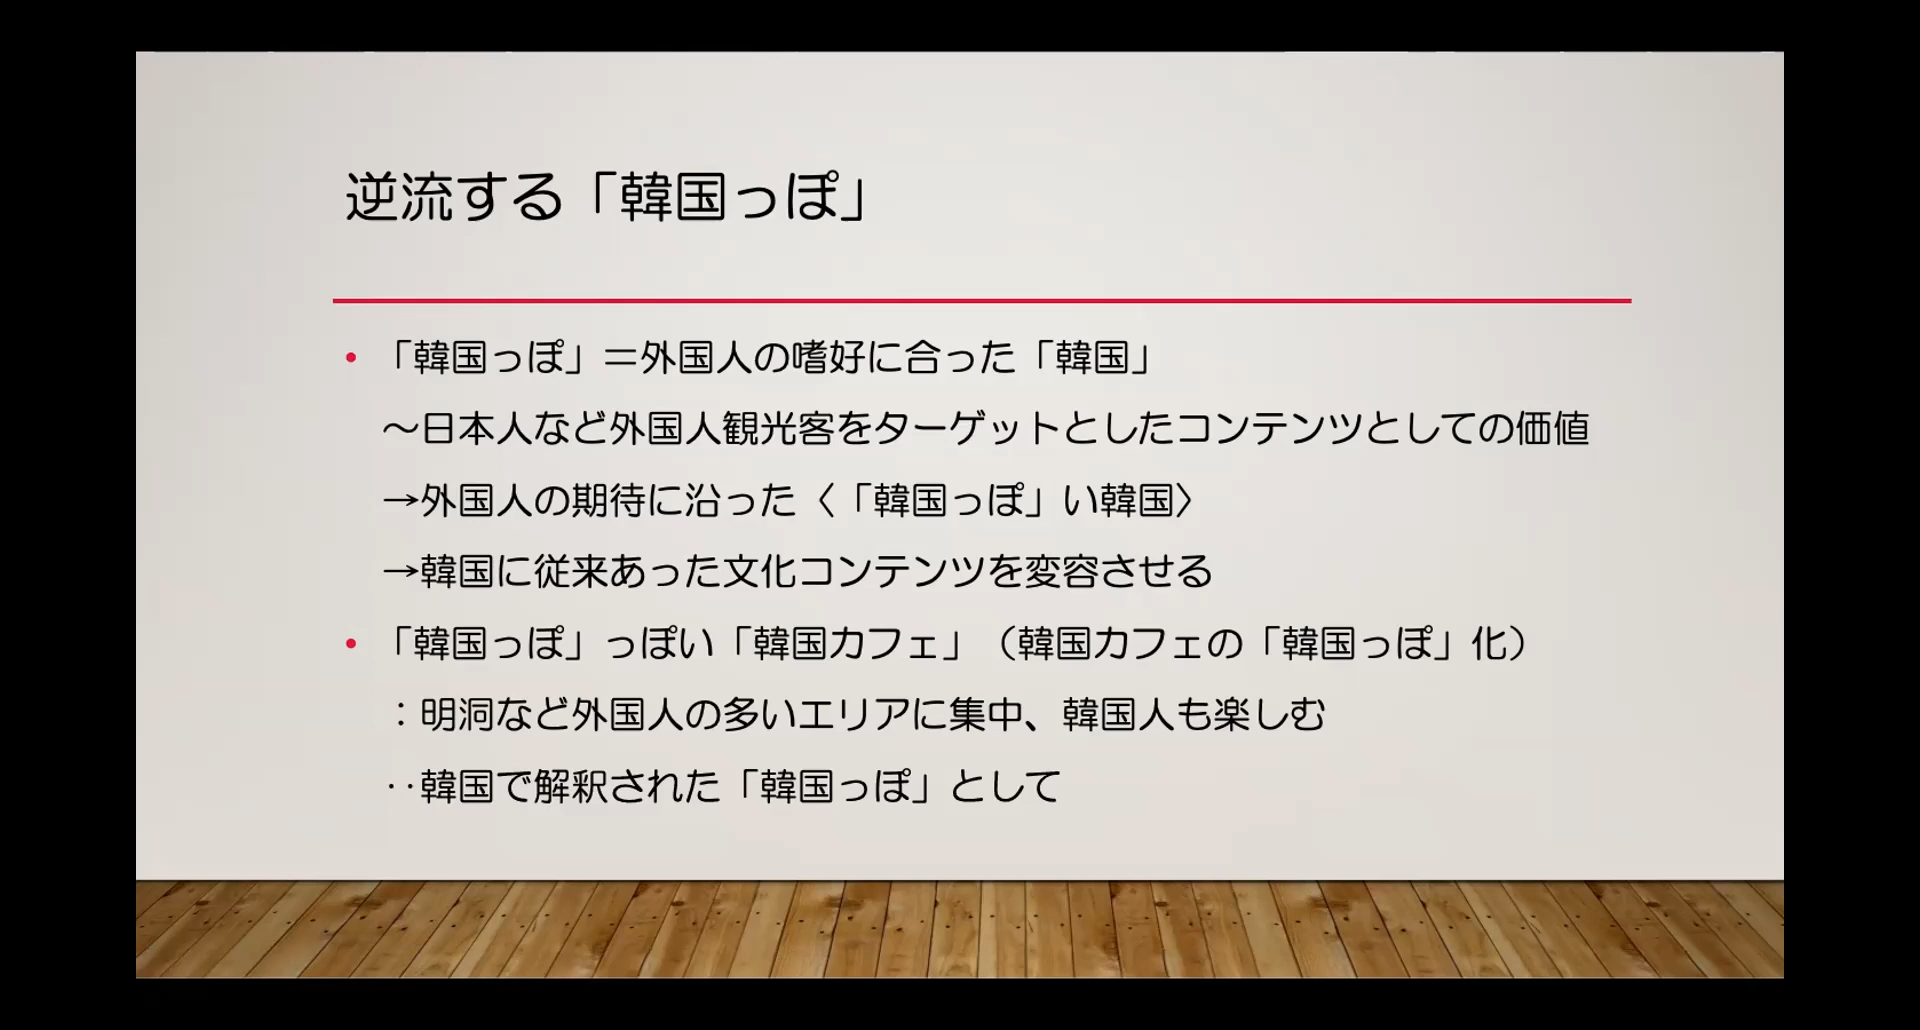 逆流する「韓国っぽ」
・「韓国っぽ」＝外国人の嗜好に合った「韓国」
～日本人など外国人観光客をターゲットとしたコンテンツとしての価値
→外国人の期待に沿った〈「韓国っぽ」い韓国〉
→韓国に従来あった文化コンテンツを変容させる
・「韓国っぽ」っぽい「韓国カフェ」（韓国カフェの「韓国っぽ」化）
：明洞など外国人の多いエリアに集中、韓国人も楽しむ
‥韓国で解釈された「韓国っぽ」として